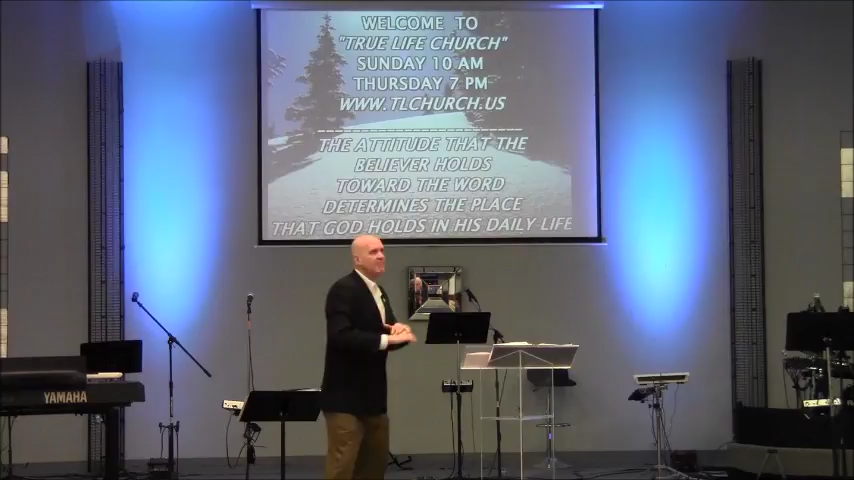 WELCOME TO
"TRUE LIFE CHURCH"
SUNDAY 10 AM
THURSDAY 7 PM
WWW.TLCHURCH.US
THE ATTITUDE THAT THE
BELIEVER HOLDS
TOWARD THE WORD
DETERMINES THE PLACE
THAT GOD HOLDS IN HIS DAILY LIFE
YAMAHA